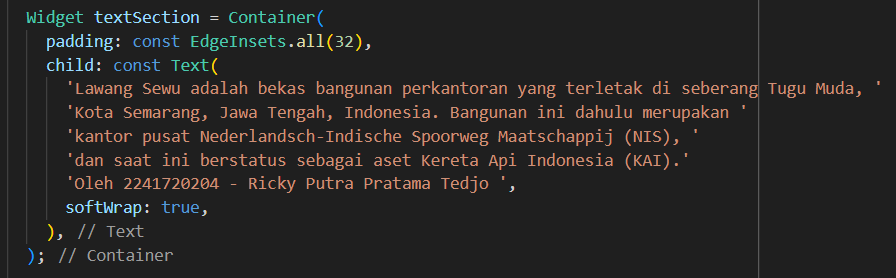 Widget textSection = Container(
  padding: const EdgeInsets.all(32),
  child: const Text(
    'Lawang Sewu adalah bekas bangunan perkantoran yang terletak di seberang Tugu Muda, '
    'Kota Semarang, Jawa Tengah, Indonesia. Bangunan ini dahulu merupakan '
    'kantor pusat Nederlandsch-Indische Spoorweg Maatschappij (NIS), '
    'dan saat ini berstatus sebagai aset Kereta Api Indonesia (KAI).'
    'Oleh 2241720204 - Ricky Putra Pratama Tedjo ',
    softWrap: true,
  ), // Text
); // Container